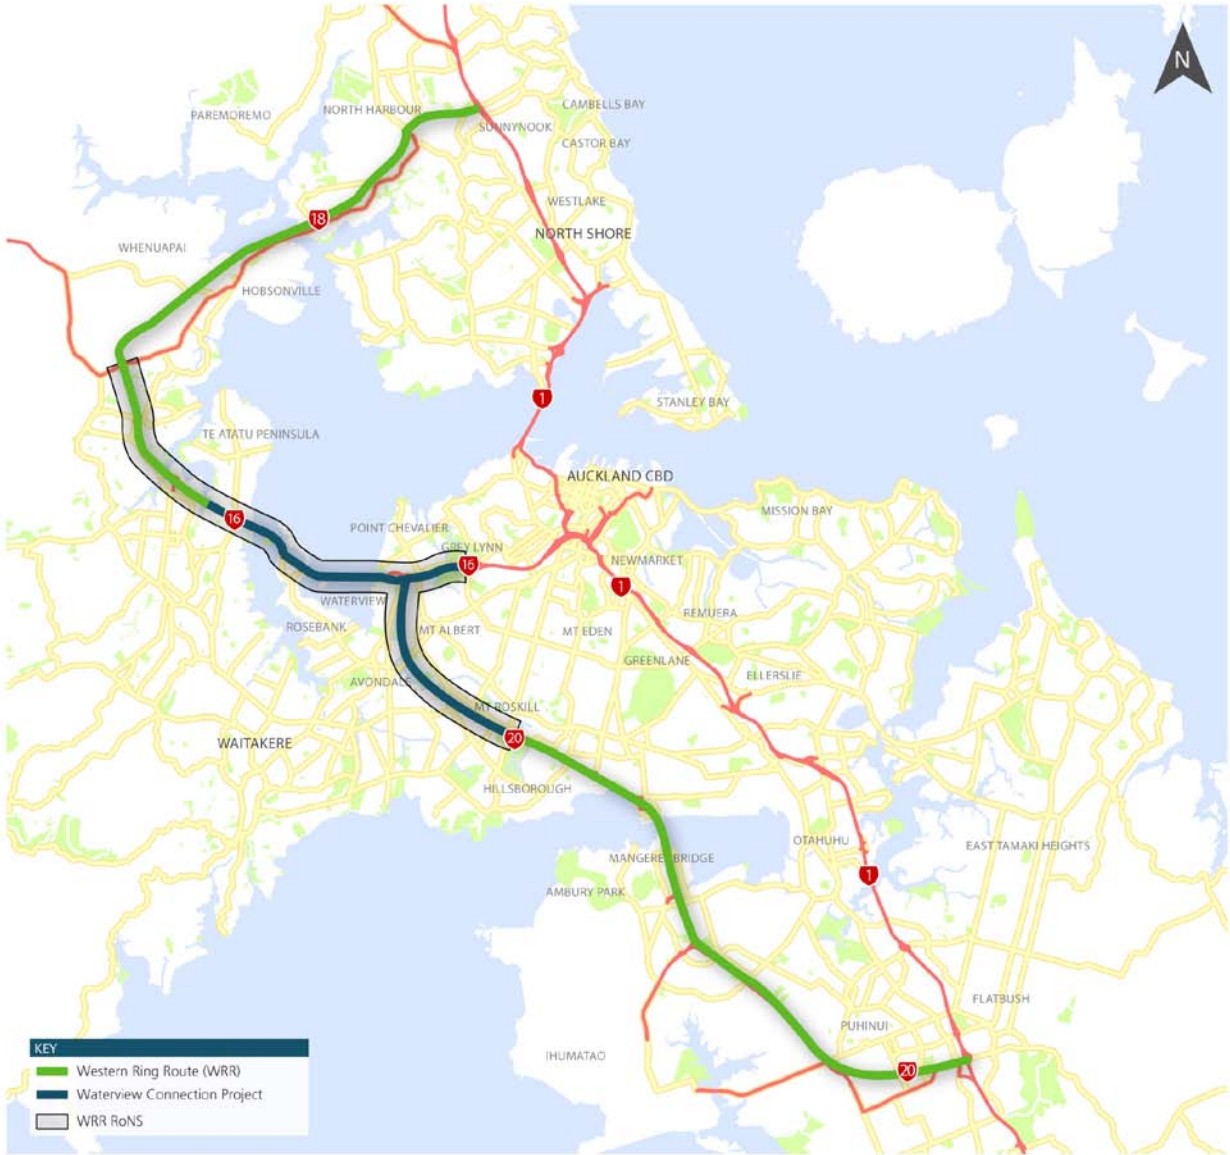 N
CAMBELLS BAY
NORTH HARBOUR
PAREMOREMO
SUNNYNOOK
CASTOR BAY
WESTLAKE
18
NORTH SHORE
WHENUAPAI
HOBSONVILLE
1
STANLEY BAY
TE ATATU PENINSULA
AUCKLAND CBD
MISSION BAY
16
POINT CHEVALIER
GREY LYNN
16
NEWMARKET
1
WATERVIEW
REMUERA
ROSEBANK
MT ALBERT
MT EDEN
GREENLANE
ELLERSLIE
AVONDALE
MT ROSKILL
20
WAITAKERE
HILLSBOROUGH
OTAHUHU
EAST TAMAKI HEIGHTS
MANGERE BRIDGE
1
AMBURY PARK
FLATBUSH
PUHINUI
IHUMATAO
20
KEY
Western Ring Route (WRR)
Waterview Connection Project
WRR RoNS